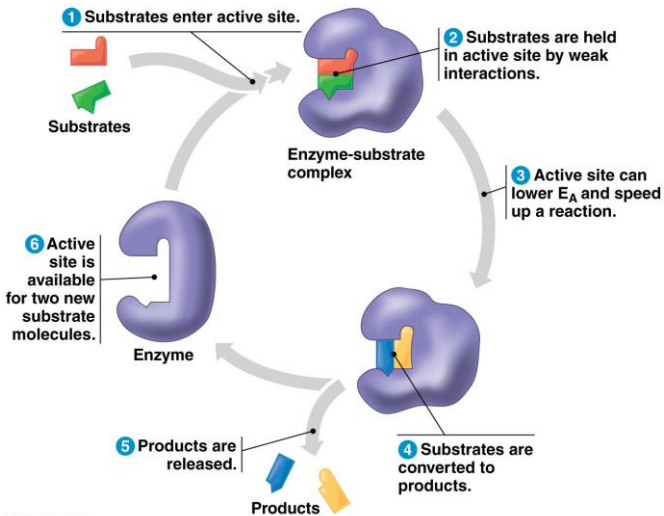 1 Substrates enter active site.
Substrates
2 Substrates are held
in active site by weak
interactions.
Enzyme-substrate
complex
3 Active site can
lower EA and speed
up a reaction.
6 Active
site is
available
for two new
substrate
molecules.
Enzyme
5 Products are
released.
Products
4 Substrates are
converted to
products.